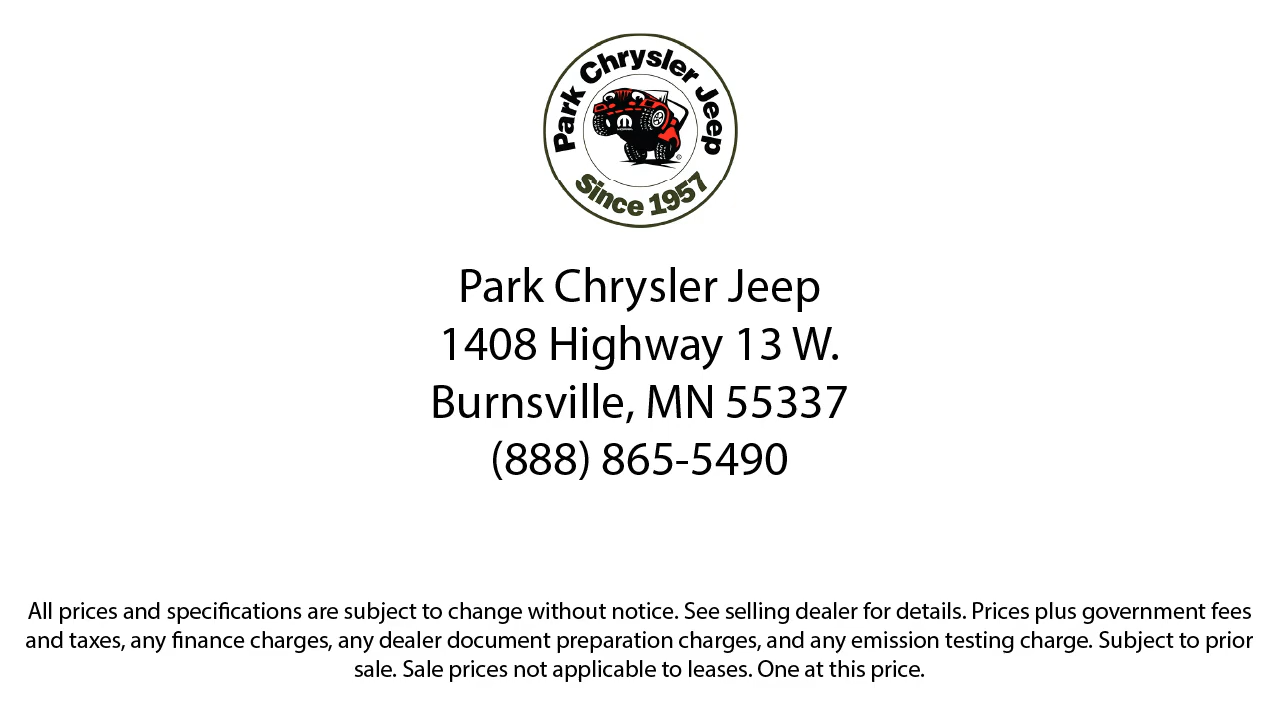 Park Chrysler Jeep
Since 1957
Park Chrysler Jeep
1408 Highway 13 W.
Burnsville, MN 55337
(888) 865-5490
All prices and specifications are subject to change without notice. See selling dealer for details. Prices plus government fees
and taxes, any finance charges, any dealer document preparation charges, and any emission testing charge. Subject to prior
sale. Sale prices not applicable to leases. One at this price.